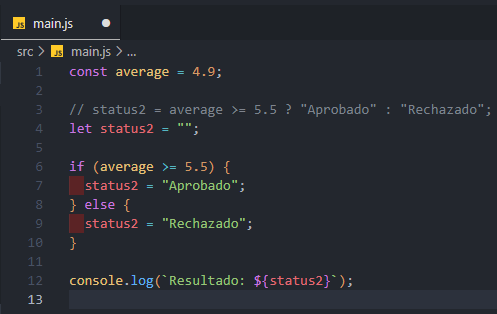 JS main.js
src > JS main.js > ...
1 const average = 4.9;
2
3 // status2 = average >= 5.5 ? "Aprobado" : "Rechazado";
4 let status2 = "";
5
6 if (average >= 5.5) {
7   status2 = "Aprobado";
8 } else {
9   status2 = "Rechazado";
10 }
11
12 console.log(`Resultado: ${status2}`);
13